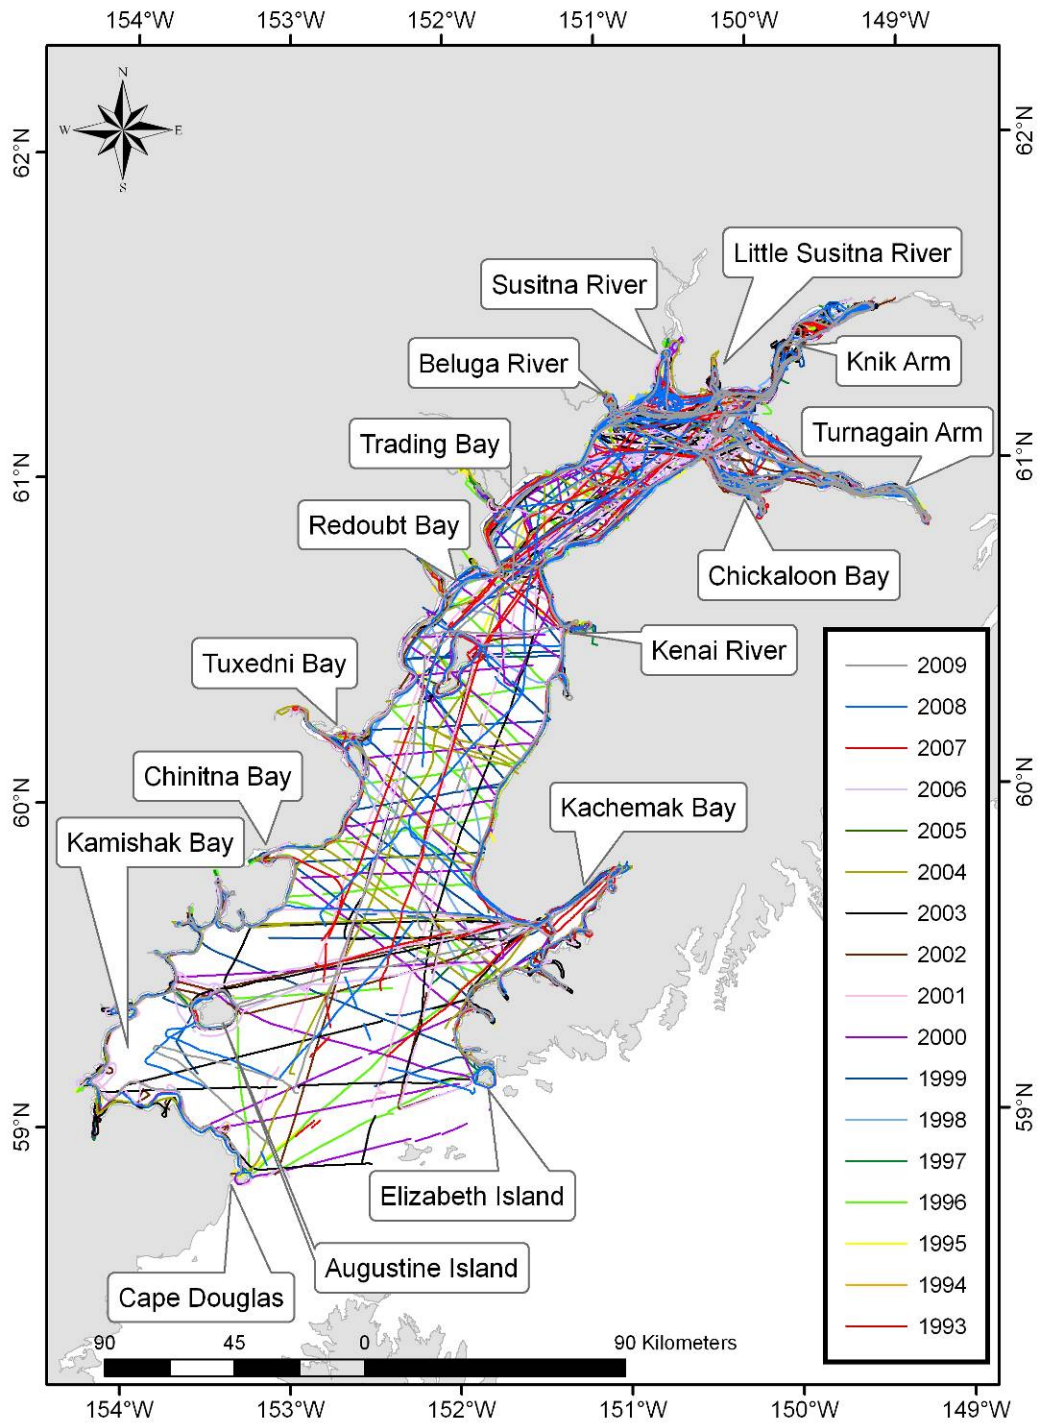 154°W 153°W 152°W 151°W 150°W 149°W
N
W E
S
62°N 62°N
Little Susitna River
Susitna River
Beluga River
Knik Arm
Trading Bay
Turnagain Arm
61°N 61°N
Redoubt Bay
Chickaloon Bay
Kenai River
Tuxedni Bay
2009
2008
2007
Chinitna Bay
2006
60°N 60°N
Kachemak Bay
2005
Kamishak Bay
2004
2003
2002
2001
2000
1999
59°N 59°N
1998
1997
Elizabeth Island
1996
1995
Augustine Island
1994
Cape Douglas
1993
90 45 0 90 Kilometers
154°W 153°W 152°W 151°W 150°W 149°W